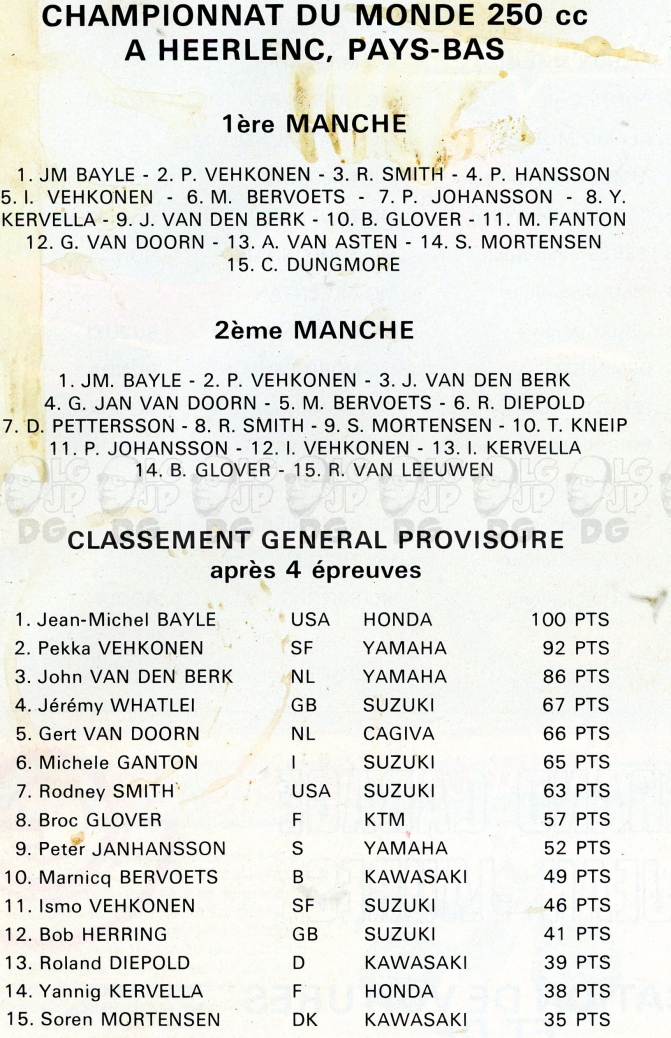 CHAMPIONNAT DU MONDE 250 cc
A HEERLENC, PAYS-BAS
1ère MANCHE
1. JM BAYLE - 2. P. VEHKONEN - 3. R. SMITH - 4. P. HANSSON
5. I. VEHKONEN - 6. M. BERVOETS - 7. P. JOHANSSON - 8. Y.
KERVELLA - 9. J. VAN DEN BERK - 10. B. GLOVER - 11. M. FANTON
12. G. VAN DOORN - 13. A. VAN ASTEN - 14. S. MORTENSEN
15. C. DUNGMORE
2ème MANCHE
1. JM. BAYLE - 2. P. VEHKONEN - 3. J. VAN DEN BERK
4. G. JAN VAN DOORN - 5. M. BERVOETS - 6. R. DIEPOLD
7. D. PETTERSSON - 8. R. SMITH - 9. S. MORTENSEN - 10. T. KNEIP
11. P. JOHANSSON - 12. I. VEHKONEN - 13. I. KERVELLA
14. B. GLOVER - 15. R. VAN LEEUWEN
CLASSEMENT GENERAL PROVISOIRE
après 4 épreuves
1. Jean-Michel BAYLE USA HONDA 100 PTS
2. Pekka VEHKONEN SF YAMAHA 92 PTS
3. John VAN DEN BERK NL YAMAHA 86 PTS
4. Jérémy WHATLEI GB SUZUKI 67 PTS
5. Gert VAN DOORN NL CAGIVA 66 PTS
6. Michele GANTON I SUZUKI 65 PTS
7. Rodney SMITH USA SUZUKI 63 PTS
8. Broc GLOVER F KTM 57 PTS
9. Peter JANHANSSON S YAMAHA 52 PTS
10. Marnicq BERVOETS B KAWASAKI 49 PTS
11. Ismo VEHKONEN SF SUZUKI 46 PTS
12. Bob HERRING GB SUZUKI 41 PTS
13. Roland DIEPOLD D KAWASAKI 39 PTS
14. Yannig KERVELLA F HONDA 38 PTS
15. Soren MORTENSEN DK KAWASAKI 35 PTS